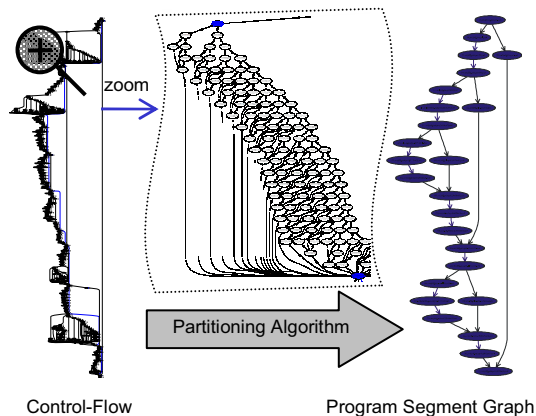 zoom
Partitioning Algorithm
Control-Flow
Program Segment Graph